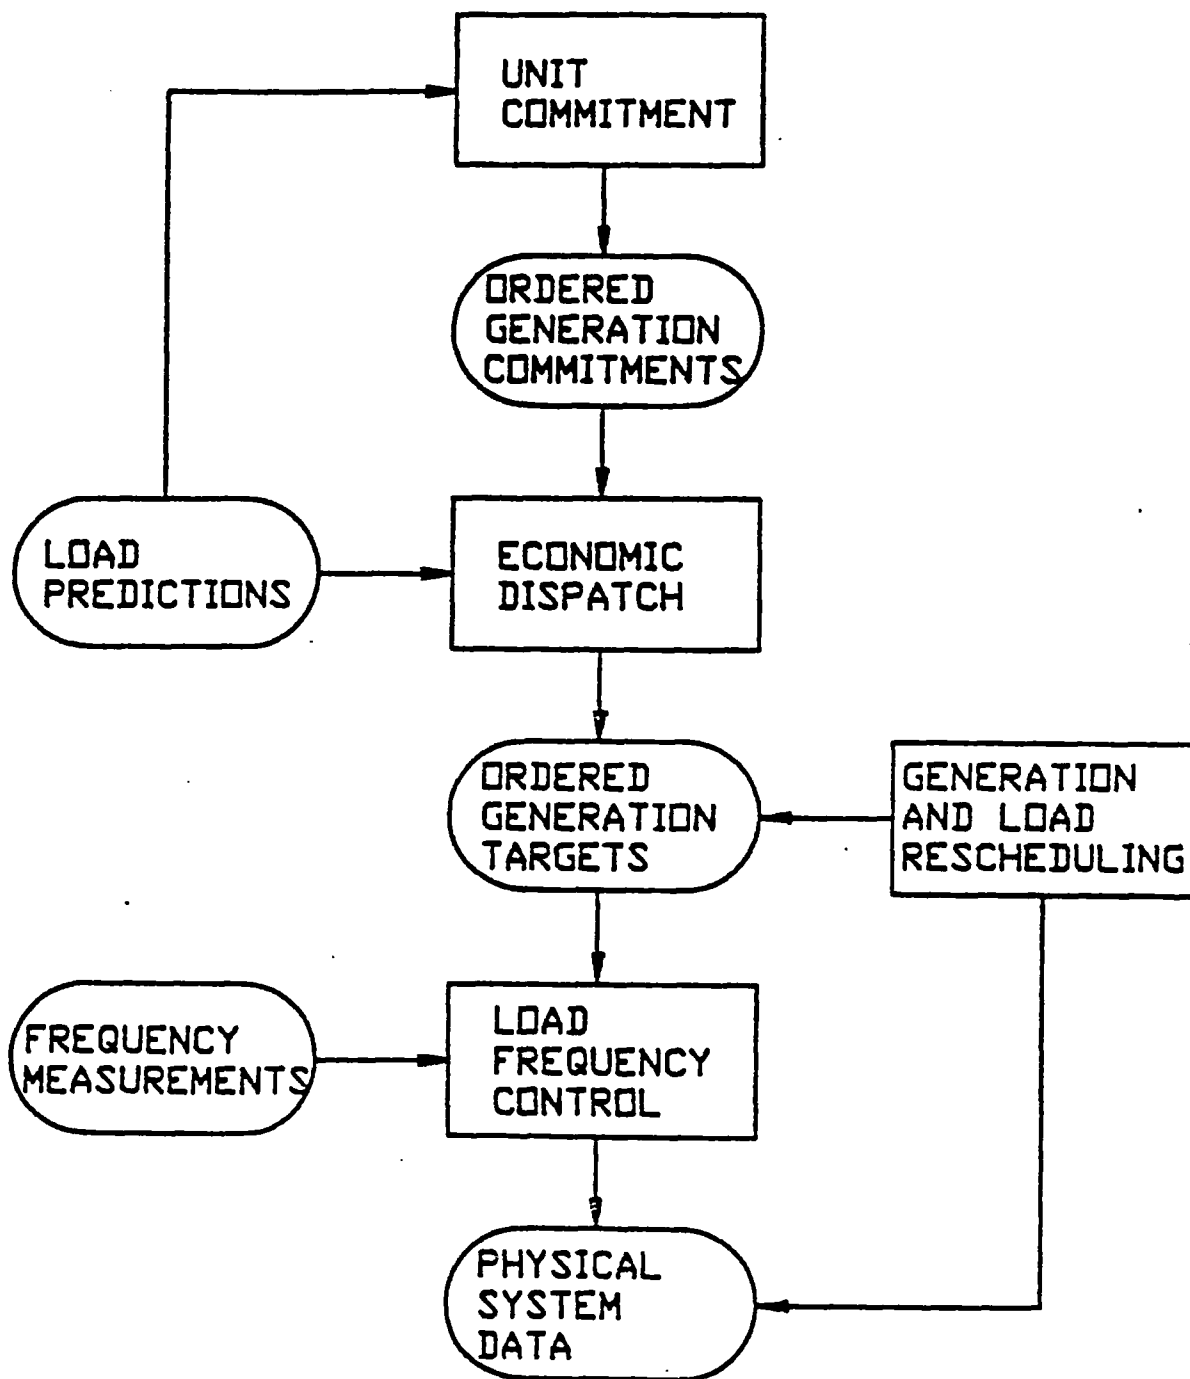 UNIT
COMMITMENT
ORDERED
GENERATION
COMMITMENTS
LOAD
PREDICTIONS
ECONOMIC
DISPATCH
ORDERED
GENERATION
TARGETS
GENERATION
AND LOAD
RESCHEDULING
FREQUENCY
MEASUREMENTS
LOAD
FREQUENCY
CONTROL
PHYSICAL
SYSTEM
DATA